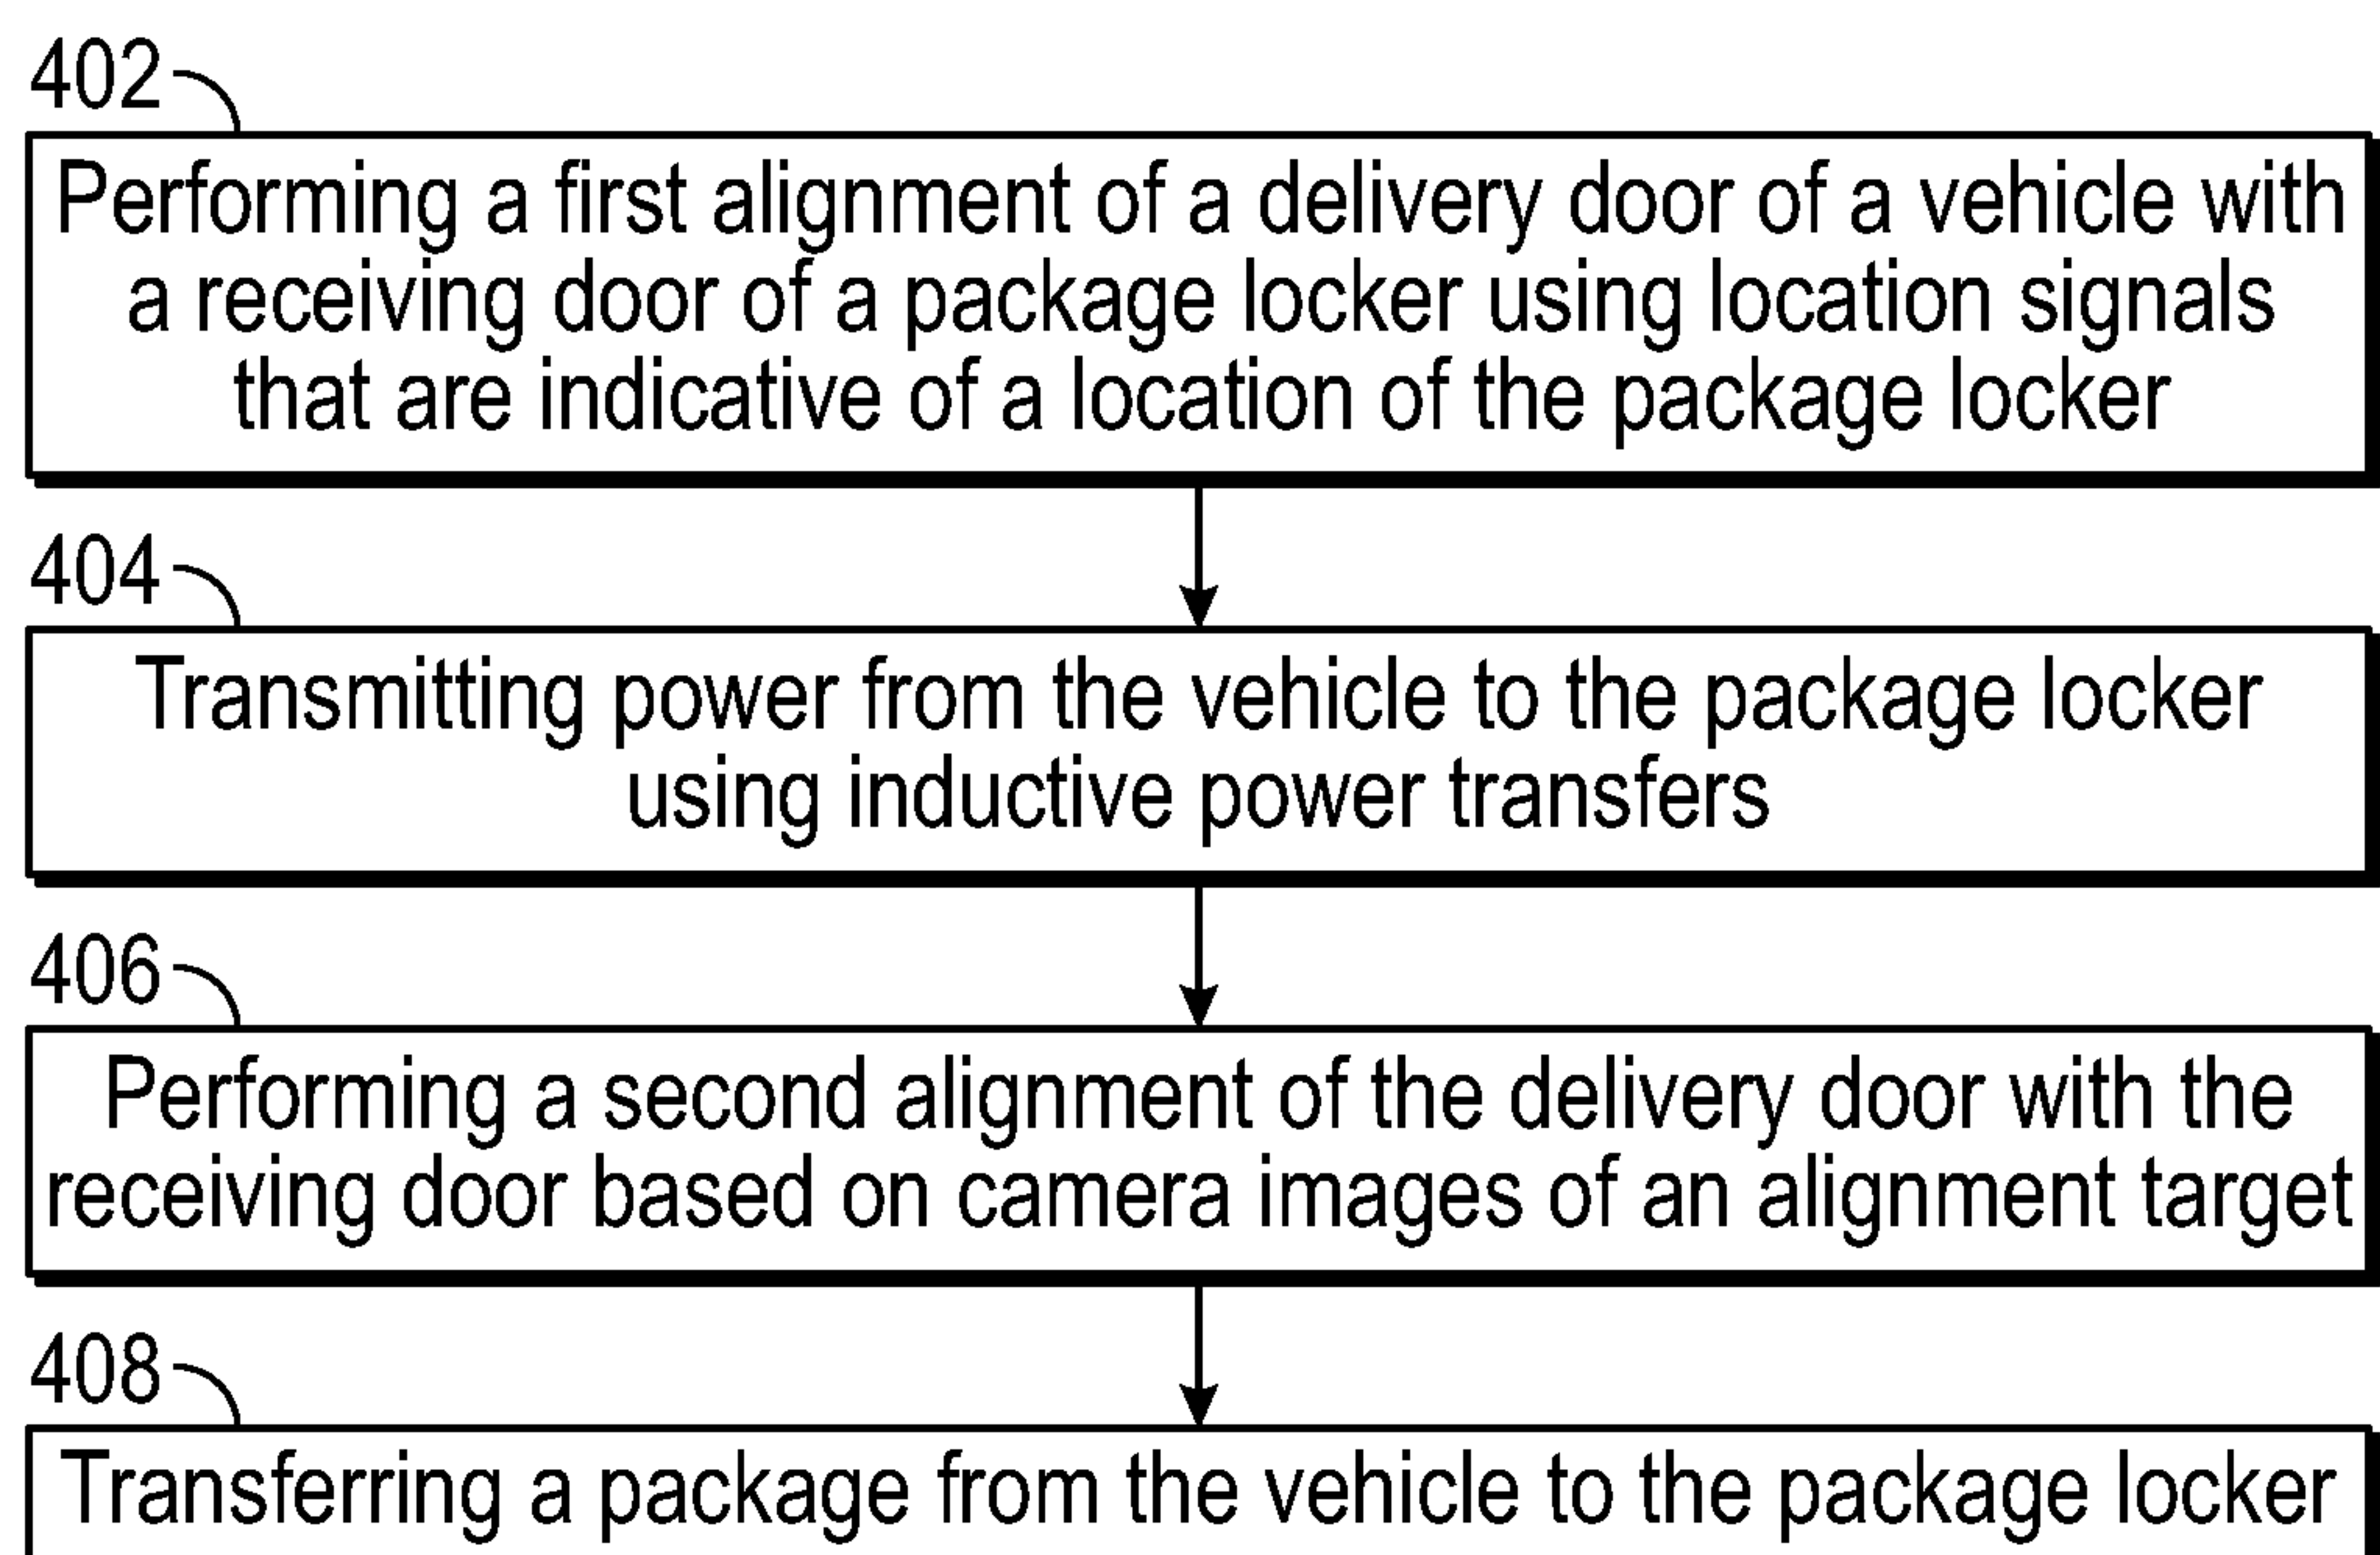 402
Performing a first alignment of a delivery door of a vehicle with
a receiving door of a package locker using location signals
that are indicative of a location of the package locker
404
Transmitting power from the vehicle to the package locker
using inductive power transfers
406
Performing a second alignment of the delivery door with the
receiving door based on camera images of an alignment target
408
Transferring a package from the vehicle to the package locker